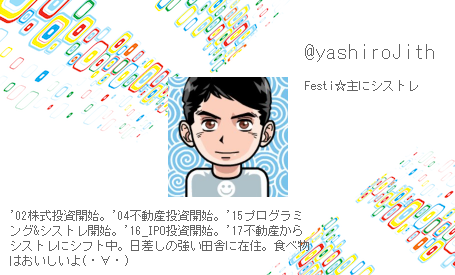 @yashiroJith
Festi☆主にシストレ
'02株式投資開始。'04不動産投資開始。'15プログラミ
ング&シストレ開始。'16_IPO投資開始。'17不動産から
シストレにシフト中。日差しの強い田舎に在住。食べ物
はおいしいよ(・∀・)